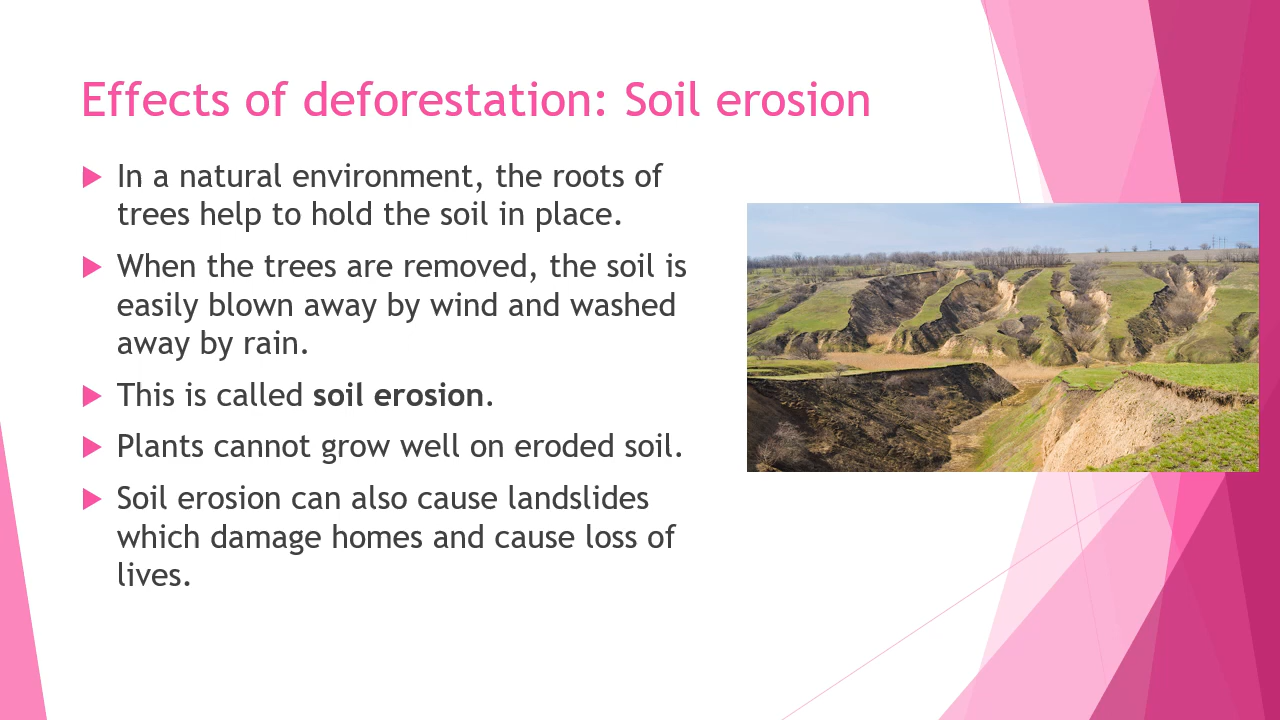 Effects of deforestation: Soil erosion
In a natural environment, the roots of
trees help to hold the soil in place.
When the trees are removed, the soil is
easily blown away by wind and washed
away by rain.
This is called soil erosion.
Plants cannot grow well on eroded soil.
Soil erosion can also cause landslides
which damage homes and cause loss of
lives.